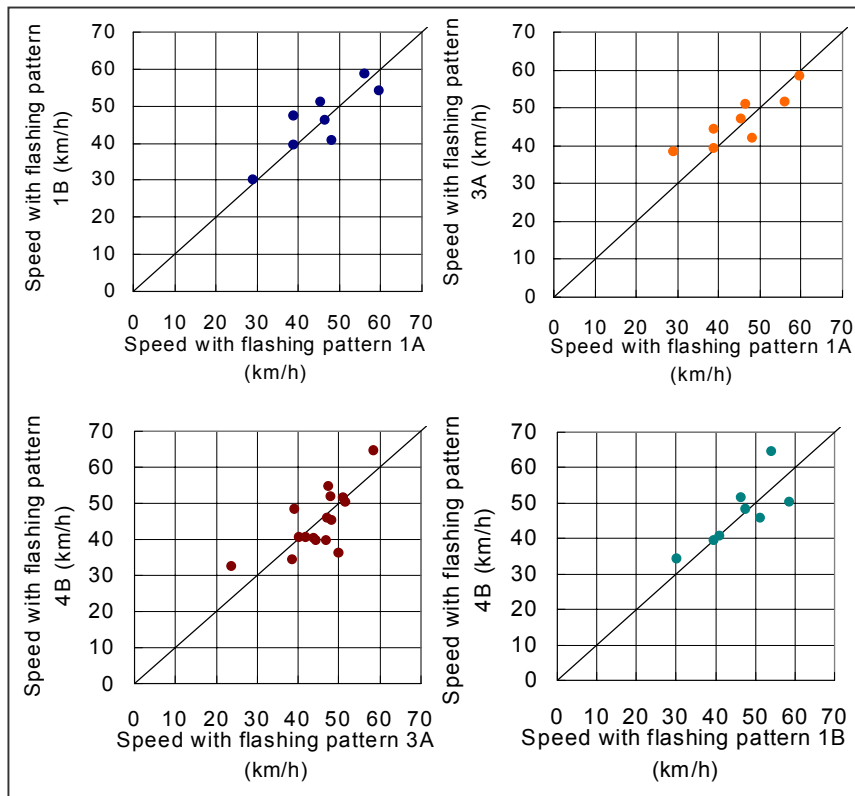 Speed with flashing pattern
1B (km/h)
70
60
50
40
30
20
10
0
0 10 20 30 40 50 60 70
Speed with flashing pattern 1A
(km/h)
Speed with flashing pattern
3A (km/h)
70
60
50
40
30
20
10
0
0 10 20 30 40 50 60 70
Speed with flashing pattern 1A
(km/h)
Speed with flashing pattern
4B (km/h)
70
60
50
40
30
20
10
0
0 10 20 30 40 50 60 70
Speed with flashing pattern 3A
(km/h)
Speed with flashing pattern
4B (km/h)
70
60
50
40
30
20
10
0
0 10 20 30 40 50 60 70
Speed with flashing pattern 1B
(km/h)